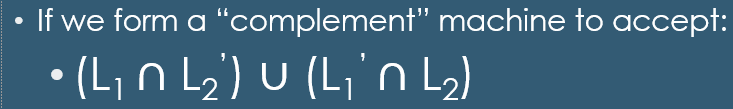 • If we form a “complement” machine to accept:
• (L₁ ∩ L₂') ∪ (L₁' ∩ L₂)